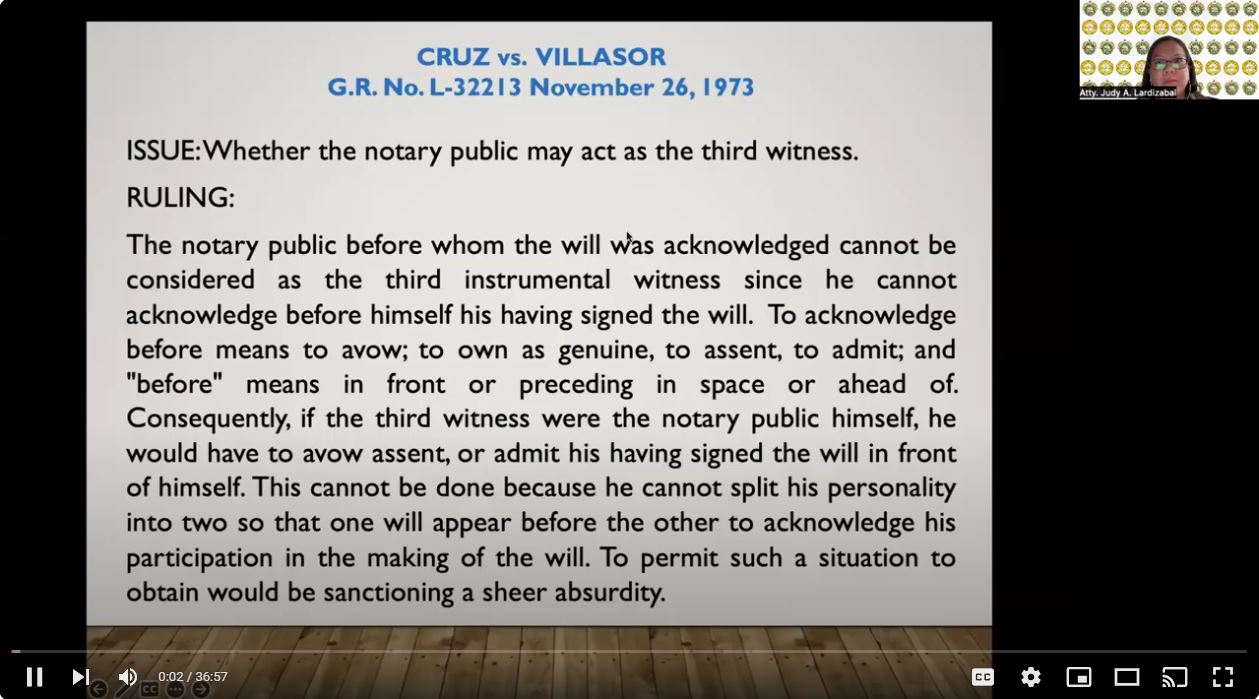 CRUZ vs. VILLASOR
G.R. No. L-32213 November 26, 1973
Atty. Judy A. Lardizabal
ISSUE:Whether the notary public may act as the third witness.
RULING:
The notary public before whom the will was acknowledged cannot be
considered as the third instrumental witness since he cannot
acknowledge before himself his having signed the will. To acknowledge
before means to avow; to own as genuine, to assent, to admit; and
"before" means in front or preceding in space or ahead of.
Consequently, if the third witness were the notary public himself, he
would have to avow assent, or admit his having signed the will in front
of himself. This cannot be done because he cannot split his personality
into two so that one will appear before the other to acknowledge his
participation in the making of the will. To permit such a situation to
obtain would be sanctioning a sheer absurdity.
0:02 / 36:57
CC
CC